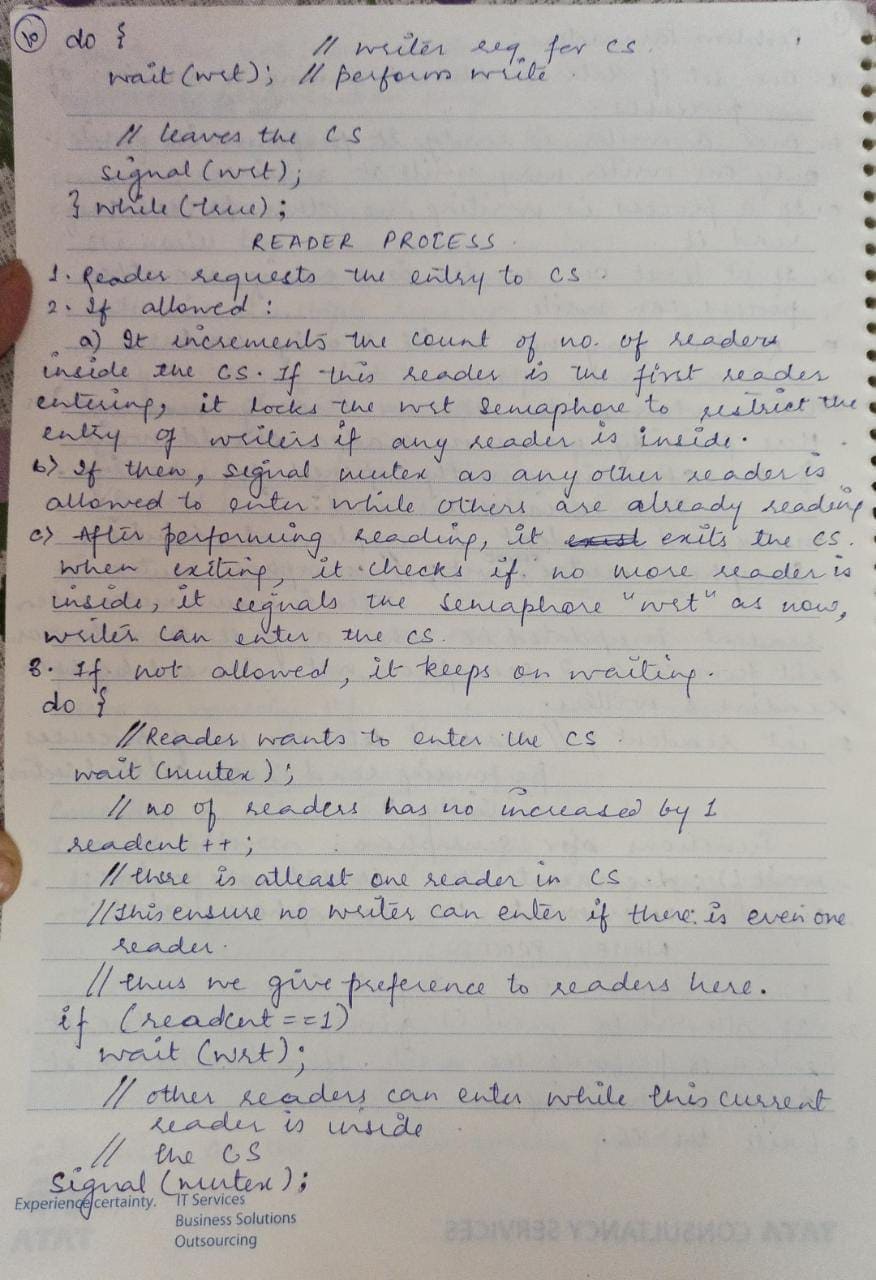 10
do {
// writer req. for cs.
wait (wrt); // performs write.
// leaves the CS
signal (wrt);
} while (true);
READER PROCESS.
1. Reader requests the entry to CS.
2. If allowed :
a) It increments the count of no. of readers
inside the CS. If this reader is the first reader
entering, it locks the wrt semaphore to restrict the
entry of writers if any reader is inside.
b) If then, signal mutex as any other reader is
allowed to enter while others are already reading
c) After performing reading, it exits the CS.
When exiting, it checks if no more reader is
inside, it signals the semaphore "wrt" as now,
writer can enter the CS.
3. If not allowed, it keeps on waiting.
do {
// Reader wants to enter the CS.
wait (mutex);
// no of readers has no increased by 1
readcnt ++;
// there is atleast one reader in CS
// this ensure no writer can enter if there is even one
reader.
// thus we give preference to readers here.
if (readcnt == 1)
wait (wrt);
// other readers can enter while this current
reader is inside
// the CS
signal (mutex);
Experience certainty. IT Services
Business Solutions
Outsourcing
TATA CONSULTANCY SERVICES
TATA